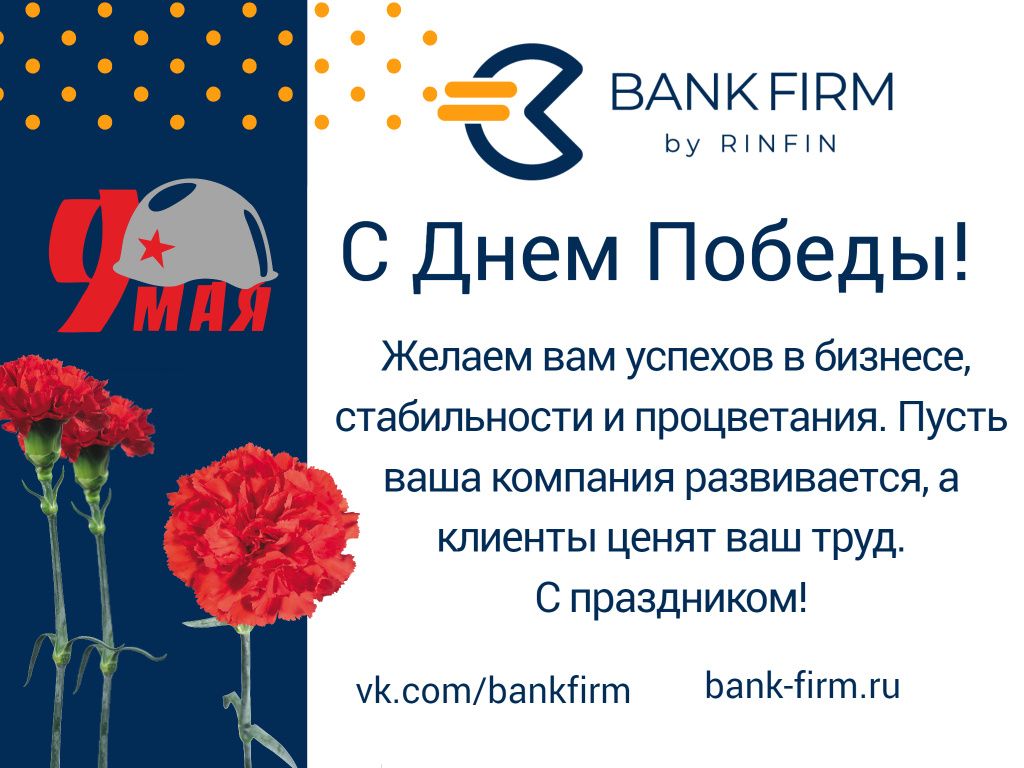 BANK FIRM
by RINFIN
9
МАЯ
С Днем Победы!
Желаем вам успехов в бизнесе,
стабильности и процветания. Пусть
ваша компания развивается, а
клиенты ценят ваш труд.
С праздником!
vk.com/bankfirm
bank-firm.ru